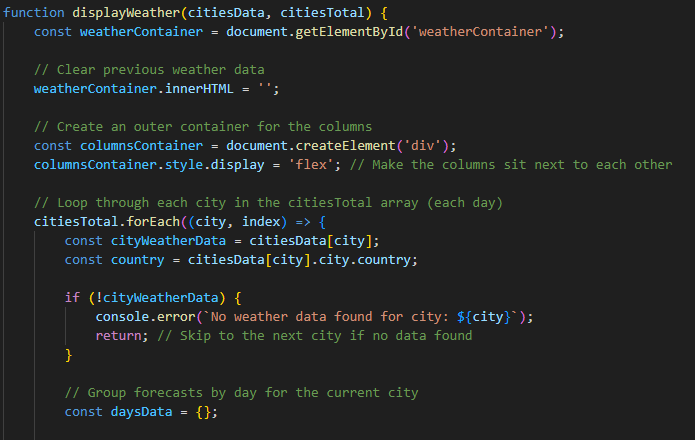 function displayWeather(citiesData, citiesTotal) {
    const weatherContainer = document.getElementById('weatherContainer');

    // Clear previous weather data
    weatherContainer.innerHTML = '';

    // Create an outer container for the columns
    const columnsContainer = document.createElement('div');
    columnsContainer.style.display = 'flex'; // Make the columns sit next to each other

    // Loop through each city in the citiesTotal array (each day)
    citiesTotal.forEach((city, index) => {
        const cityWeatherData = citiesData[city];
        const country = citiesData[city].city.country;

        if (!cityWeatherData) {
            console.error(`No weather data found for city: ${city}`);
            return; // Skip to the next city if no data found
        }

        // Group forecasts by day for the current city
        const daysData = {};